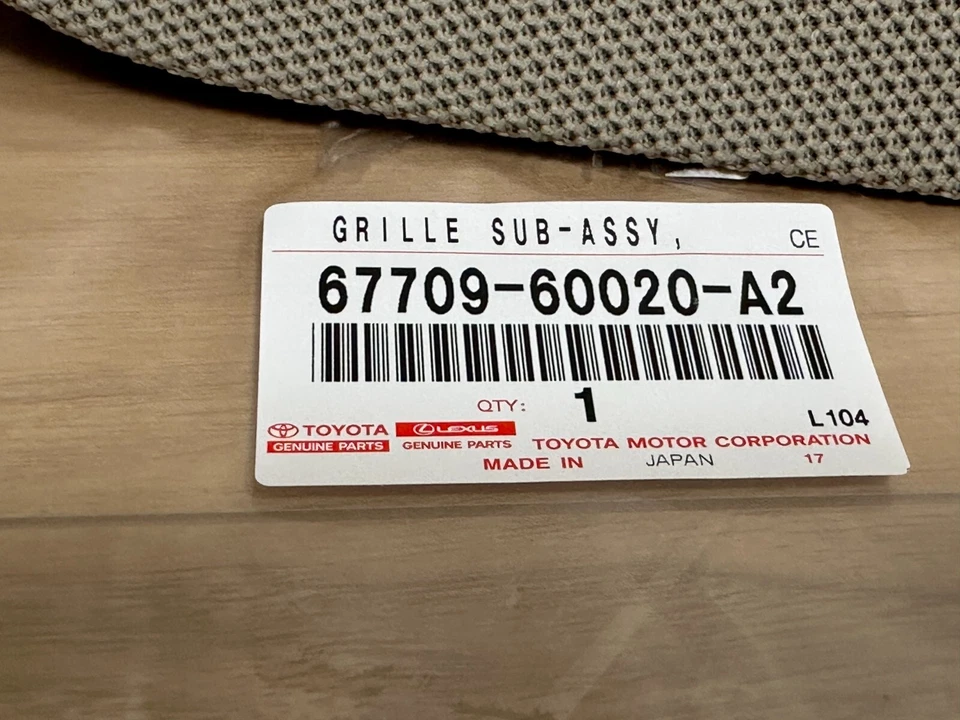 GRILLE SUB-ASSY, CE
67709-60020-A2
QTY: 1
L104
TOYOTA LEXUS
GENUINE PARTS GENUINE PARTS TOYOTA MOTOR CORPORATION
MADE IN JAPAN 17